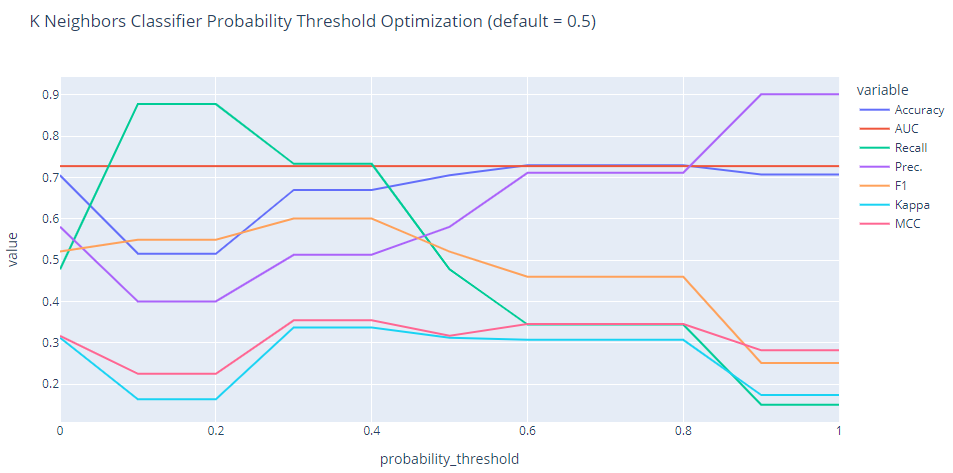 K Neighbors Classifier Probability Threshold Optimization (default = 0.5)
variable
Accuracy
AUC
Recall
Prec.
F1
Kappa
MCC
value
0.9
0.8
0.7
0.6
0.5
0.4
0.3
0.2
0 0.2 0.4 0.6 0.8 1
probability_threshold